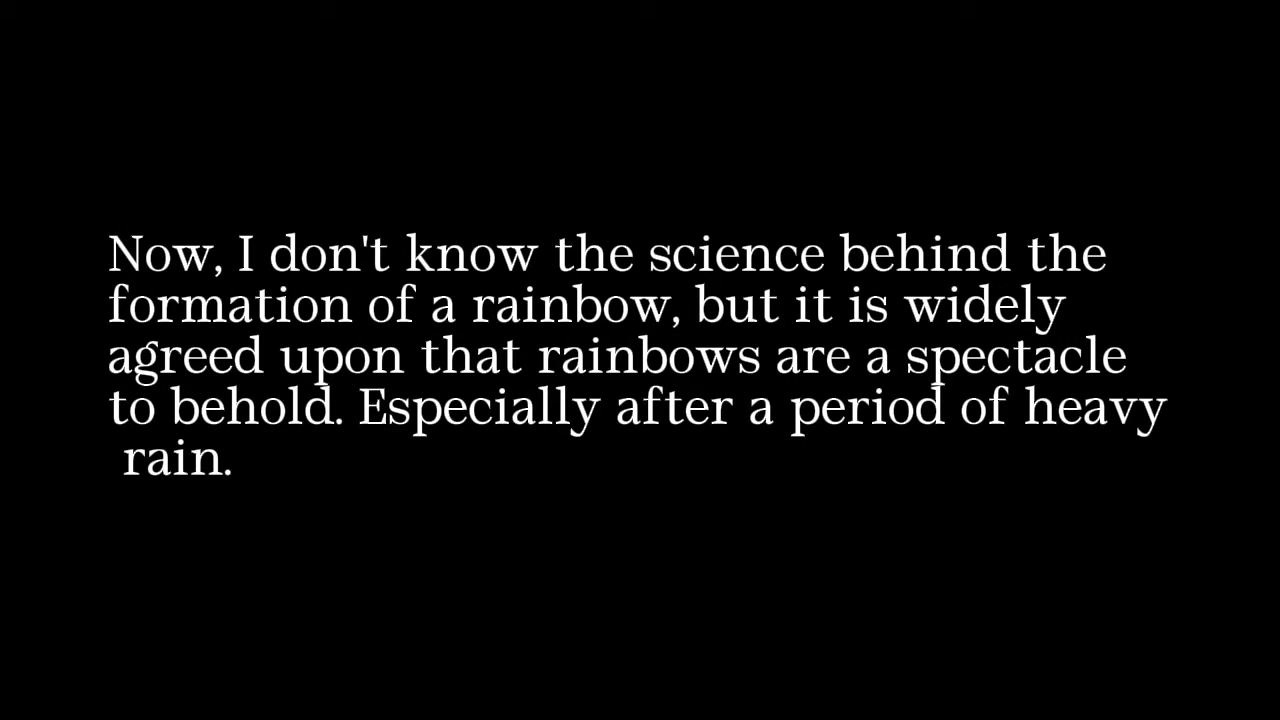 Now, I don't know the science behind the
formation of a rainbow, but it is widely
agreed upon that rainbows are a spectacle
to behold. Especially after a period of heavy
rain.